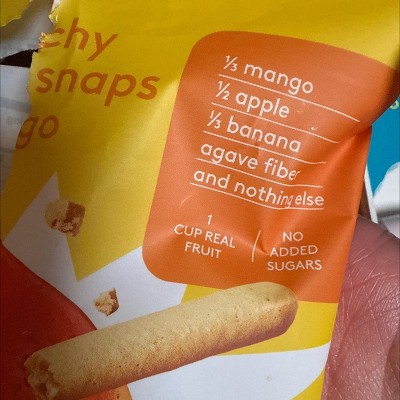 chy
snaps
go
⅓ mango
½ apple
⅓ banana
agave fiber
and nothing else
1
CUP REAL
FRUIT
NO
ADDED
SUGARS